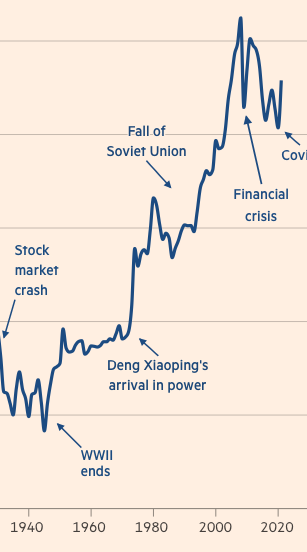 Fall of
Soviet Union
Covi
Financial
crisis
Stock
market
crash
Deng Xiaoping's
arrival in power
WWII
ends
1940 1960 1980 2000 2020